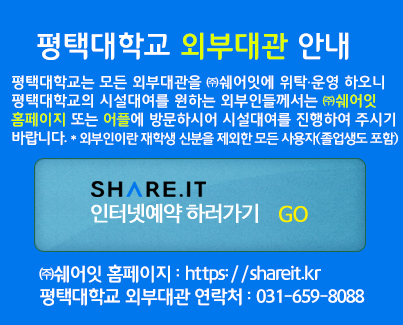 평택대학교 외부대관 안내
평택대학교는 모든 외부대관을 ㈜쉐어잇에 위탁·운영 하오니
평택대학교의 시설대여를 원하는 외부인들께서는 ㈜쉐어잇
홈페이지 또는 어플에 방문하시어 시설대여를 진행하여 주시기
바랍니다. * 외부인이란 재학생 신분을 제외한 모든 사용자(졸업생도 포함)
SHARE.IT
인터넷예약 하러가기 GO
㈜쉐어잇 홈페이지 : https://shareit.kr
평택대학교 외부대관 연락처 : 031-659-8088